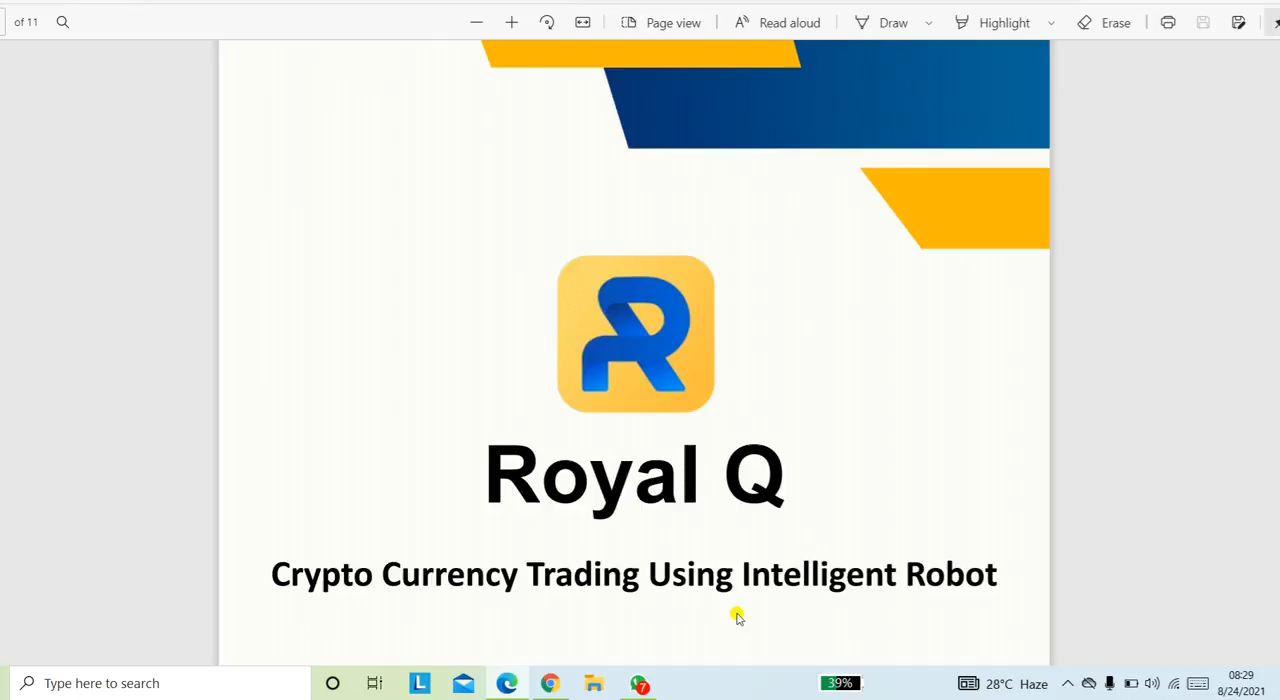 of 11
Page view
Read aloud
Draw
Highlight
Erase
Royal Q
Crypto Currency Trading Using Intelligent Robot
Type here to search
L
7
39%
28°C Haze
08:29
8/24/2021